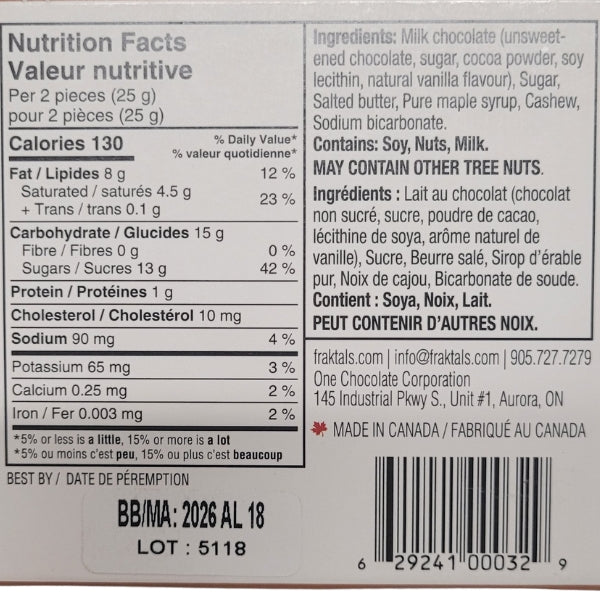 Nutrition Facts
Valeur nutritive
Per 2 pieces (25 g)
pour 2 pièces (25 g)
Calories 130
% Daily Value*
% valeur quotidienne*
Fat / Lipides 8 g 12 %
Saturated / saturés 4.5 g
+ Trans / trans 0.1 g
23 %
Carbohydrate / Glucides 15 g
Fibre / Fibres 0 g 0 %
Sugars / Sucres 13 g 42 %
Protein / Protéines 1 g
Cholesterol / Cholestérol 10 mg
Sodium 90 mg 4 %
Potassium 65 mg 3 %
Calcium 0.25 mg 2 %
Iron / Fer 0.003 mg 2 %
*5% or less is a little, 15% or more is a lot
*5% ou moins c'est peu, 15% ou plus c'est beaucoup
BEST BY / DATE DE PÉREMPTION
BB/MA: 2026 AL 18
LOT : 5118
Ingredients: Milk chocolate (unsweet-
ened chocolate, sugar, cocoa powder, soy
lecithin, natural vanilla flavour), Sugar,
Salted butter, Pure maple syrup, Cashew,
Sodium bicarbonate.
Contains: Soy, Nuts, Milk.
MAY CONTAIN OTHER TREE NUTS.
Ingrédients : Lait au chocolat (chocolat
non sucré, sucre, poudre de cacao,
lécithine de soya, arôme naturel de
vanille), Sucre, Beurre salé, Sirop d'érable
pur, Noix de cajou, Bicarbonate de soude.
Contient : Soya, Noix, Lait.
PEUT CONTENIR D'AUTRES NOIX.
fraktals.com | info@fraktals.com | 905.727.7279
One Chocolate Corporation
145 Industrial Pkwy S., Unit #1, Aurora, ON
MADE IN CANADA / FABRIQUÉ AU CANADA
6 29241 00032 9